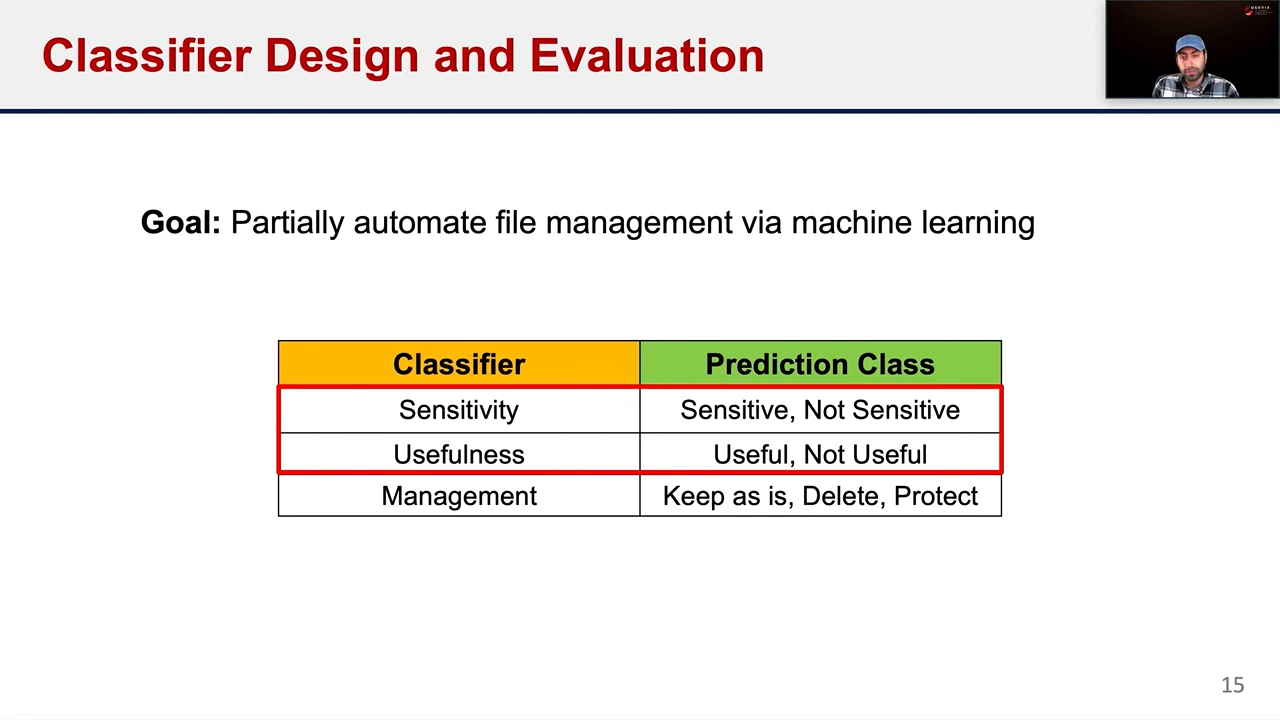 Classifier Design and Evaluation
usenix
Goal: Partially automate file management via machine learning
Classifier Prediction Class
Sensitivity Sensitive, Not Sensitive
Usefulness Useful, Not Useful
Management Keep as is, Delete, Protect
15